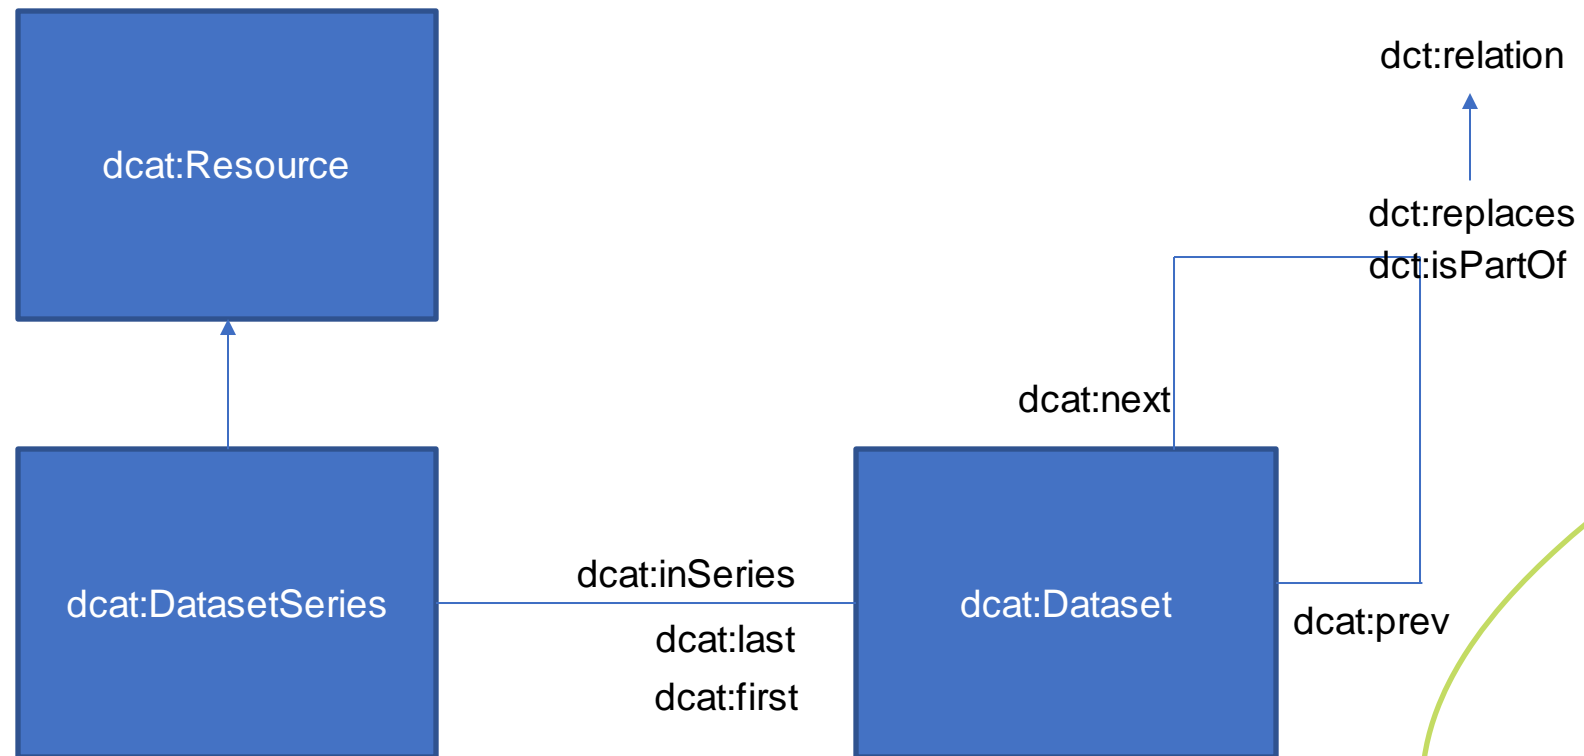 dct:relation
dcat:Resource
dct:replaces
dct:isPartOf
dcat:next
dcat:inSeries
dcat:DatasetSeries
dcat:Dataset
dcat:prev
dcat:last
dcat:first